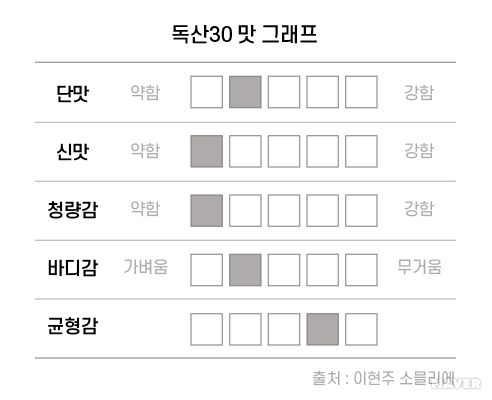 독산30 맛 그래프
단맛 약함 강함
신맛 약함 강함
청량감 약함 강함
바디감 가벼움 무거움
균형감
출처 : 이현주 소믈리에
NAVER